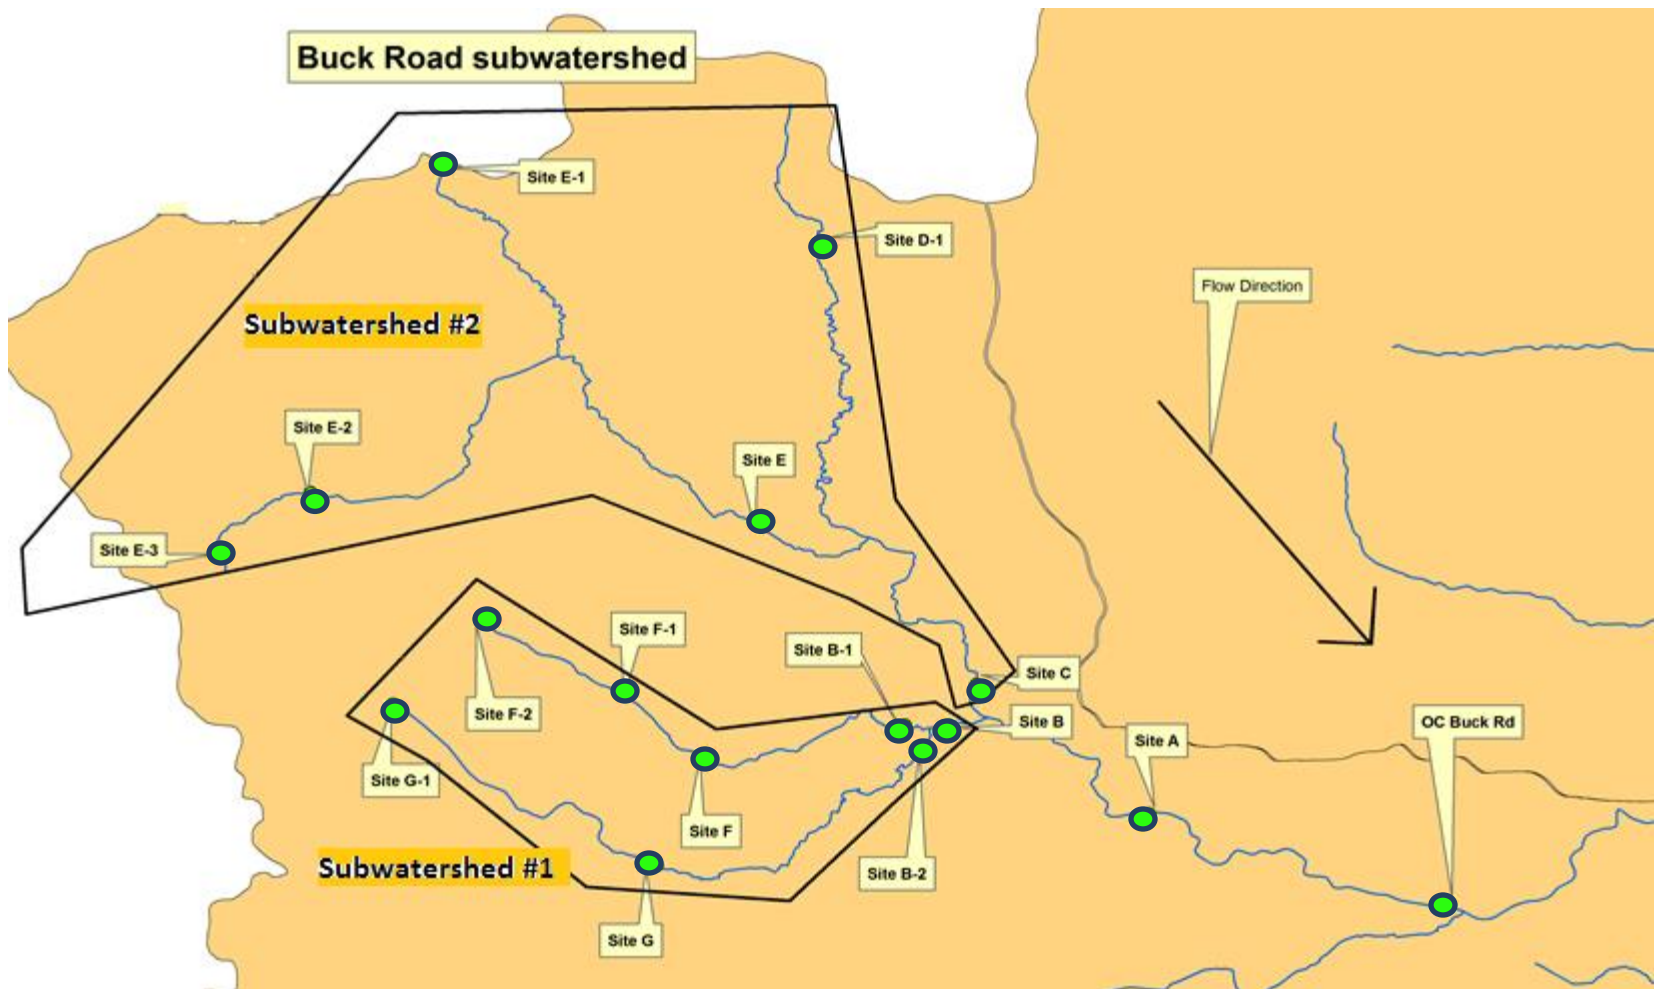 Buck Road subwatershed
Site E-1
Site D-1
Flow Direction
Subwatershed #2
Site E-2
Site E
Site E-3
Site F-1
Site B-1
Site C
Site F-2
Site B
OC Buck Rd
Site A
Site G-1
Site F
Subwatershed #1
Site B-2
Site G